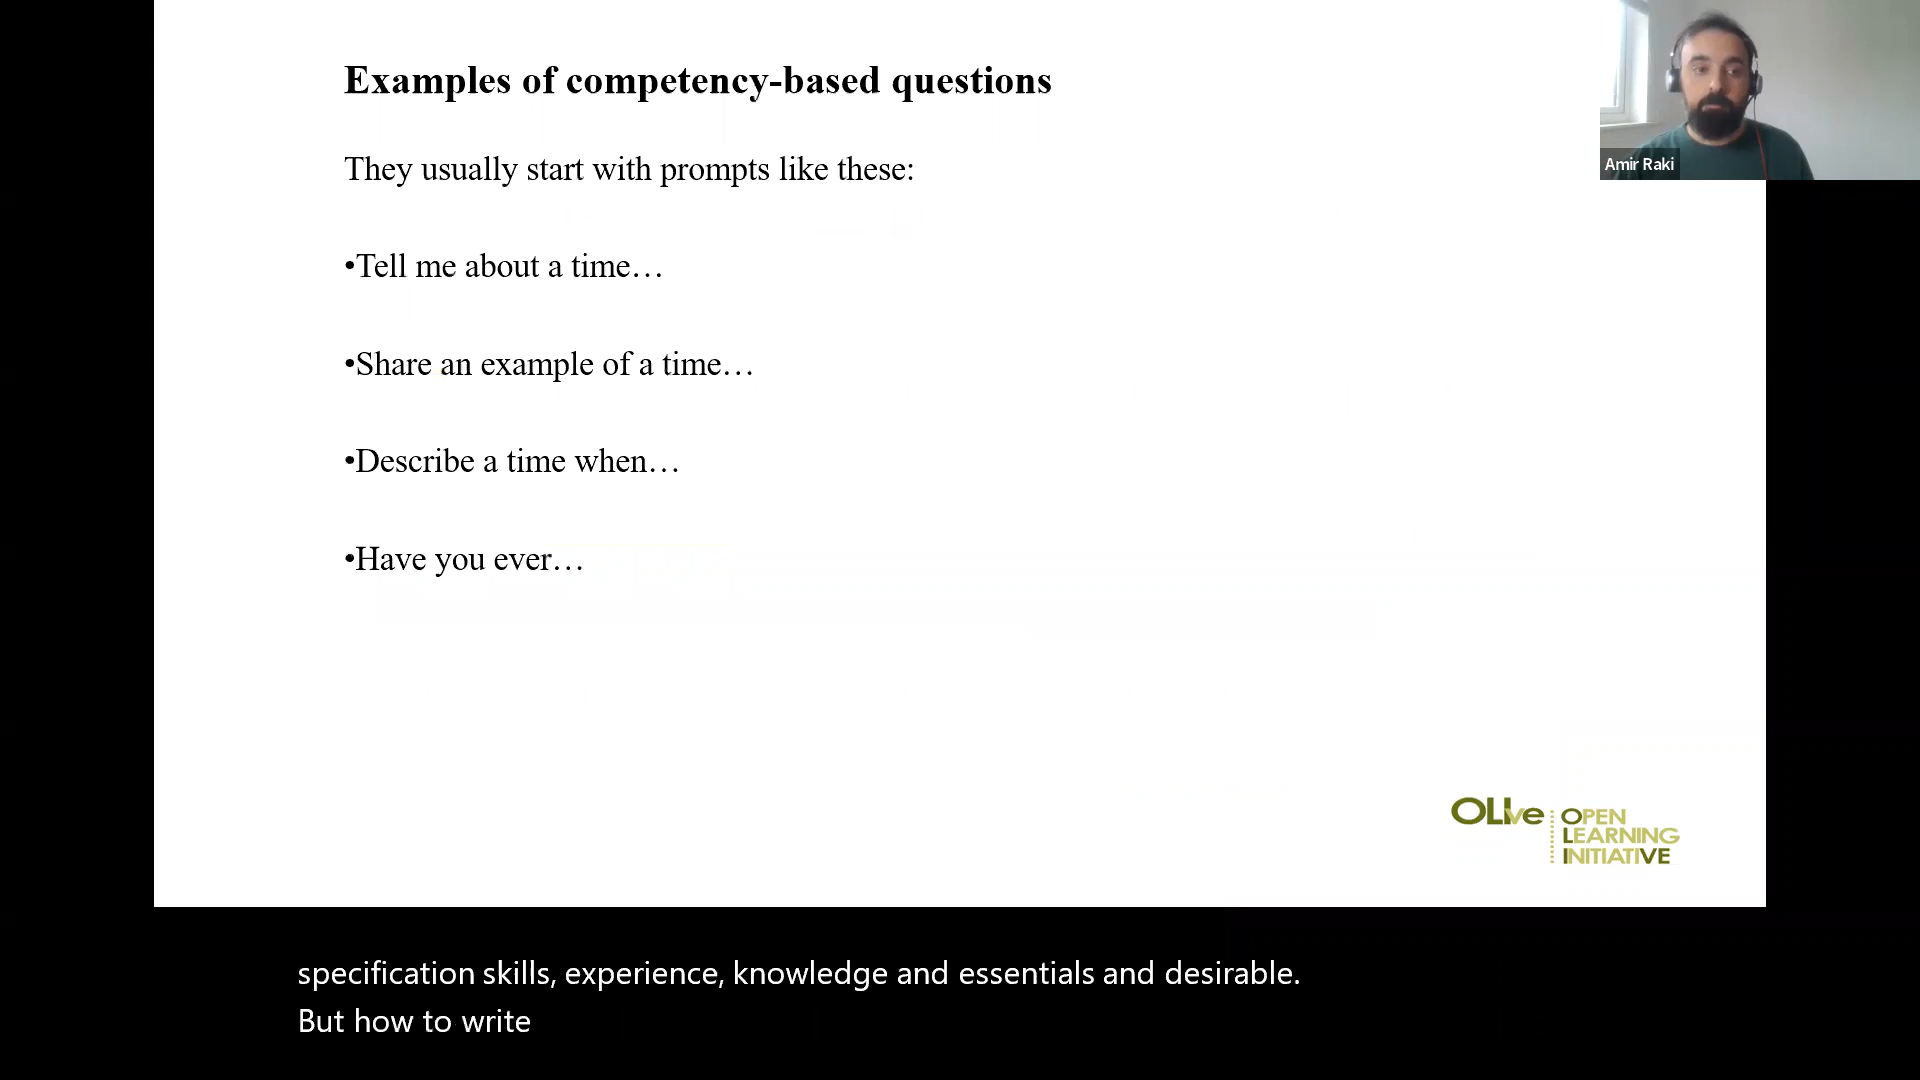 Examples of competency-based questions
They usually start with prompts like these:
•Tell me about a time…
•Share an example of a time…
•Describe a time when…
•Have you ever…
Amir Raki
OLIve
OPEN
LEARNING
INITIATIVE
specification skills, experience, knowledge and essentials and desirable.
But how to write